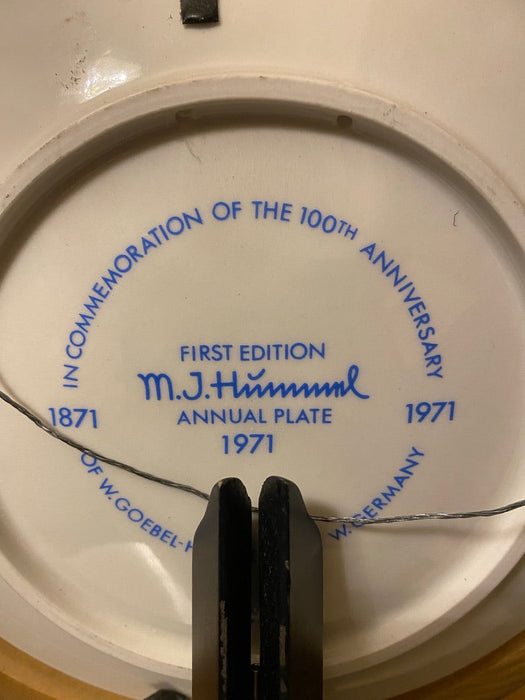 IN COMMEMORATION OF THE 100TH ANNIVERSARY
FIRST EDITION
M.J.Hummel
ANNUAL PLATE
1871 1971
1971
OF W. GOEBEL-
W. GERMANY